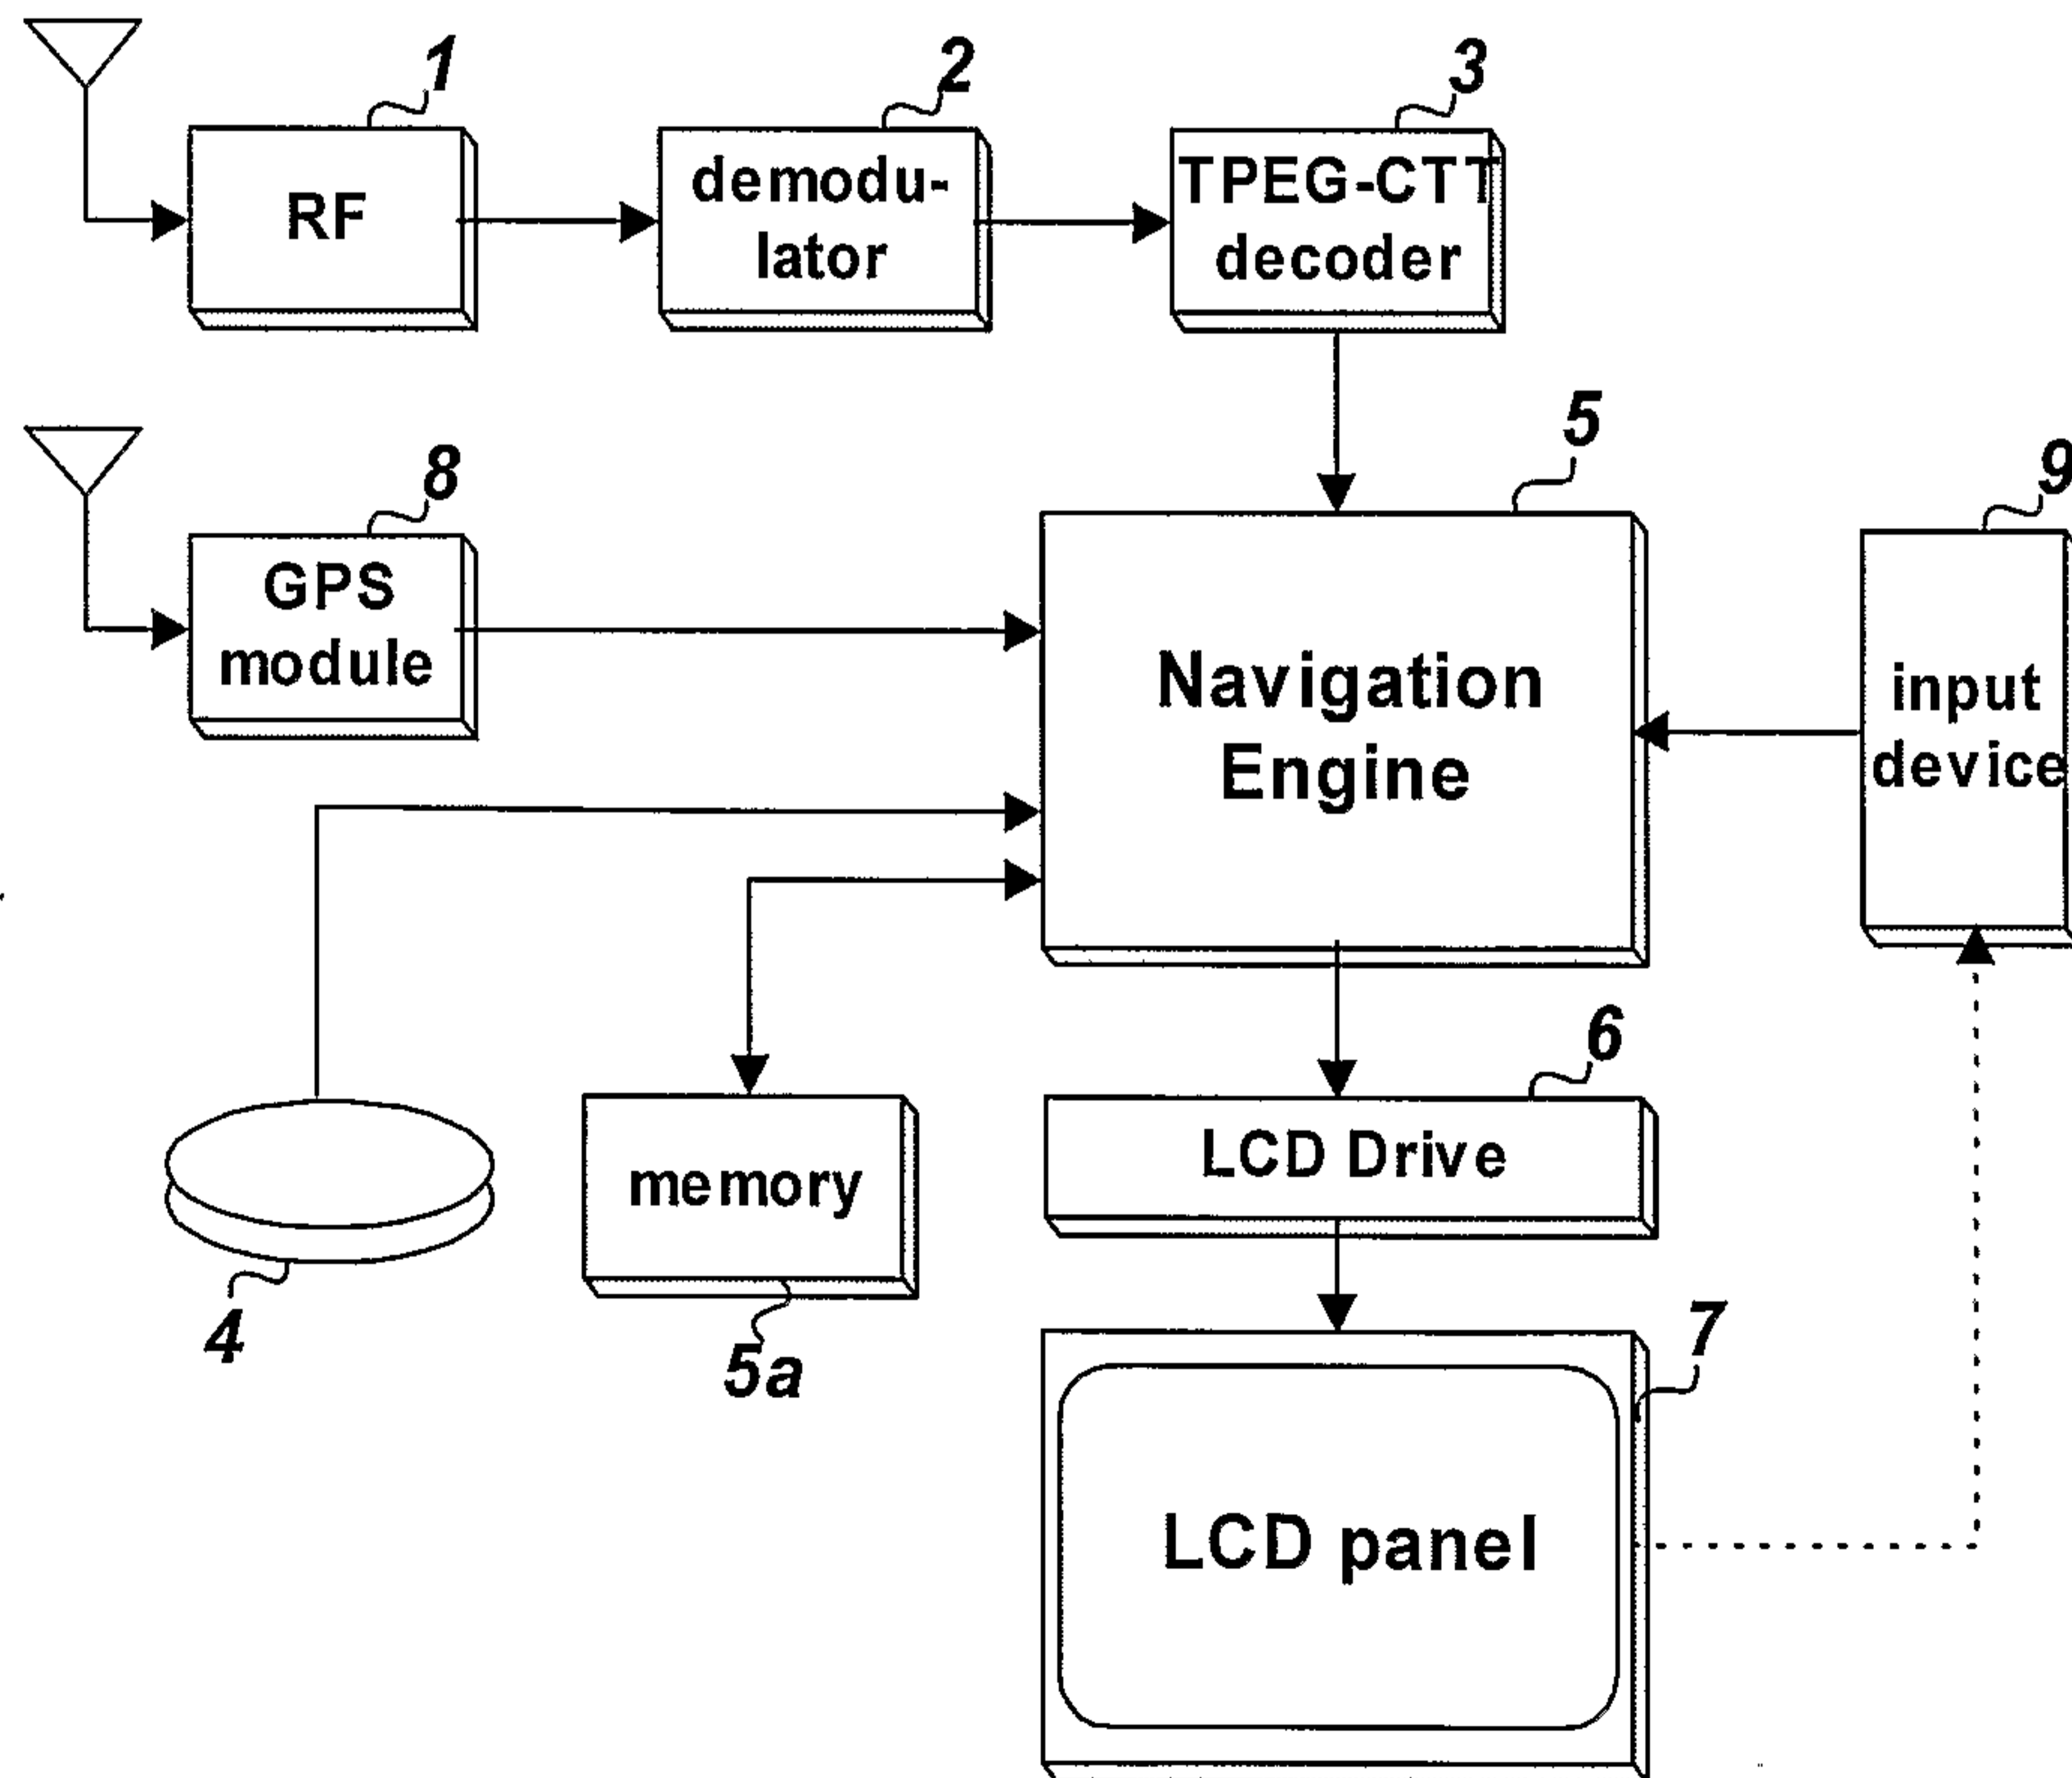 1
2
3
RF
demodu-
lator
TPEG-CTT
decoder
8
5
9
GPS
module
Navigation
Engine
input
device
6
LCD Drive
memory
4
5a
7
LCD panel